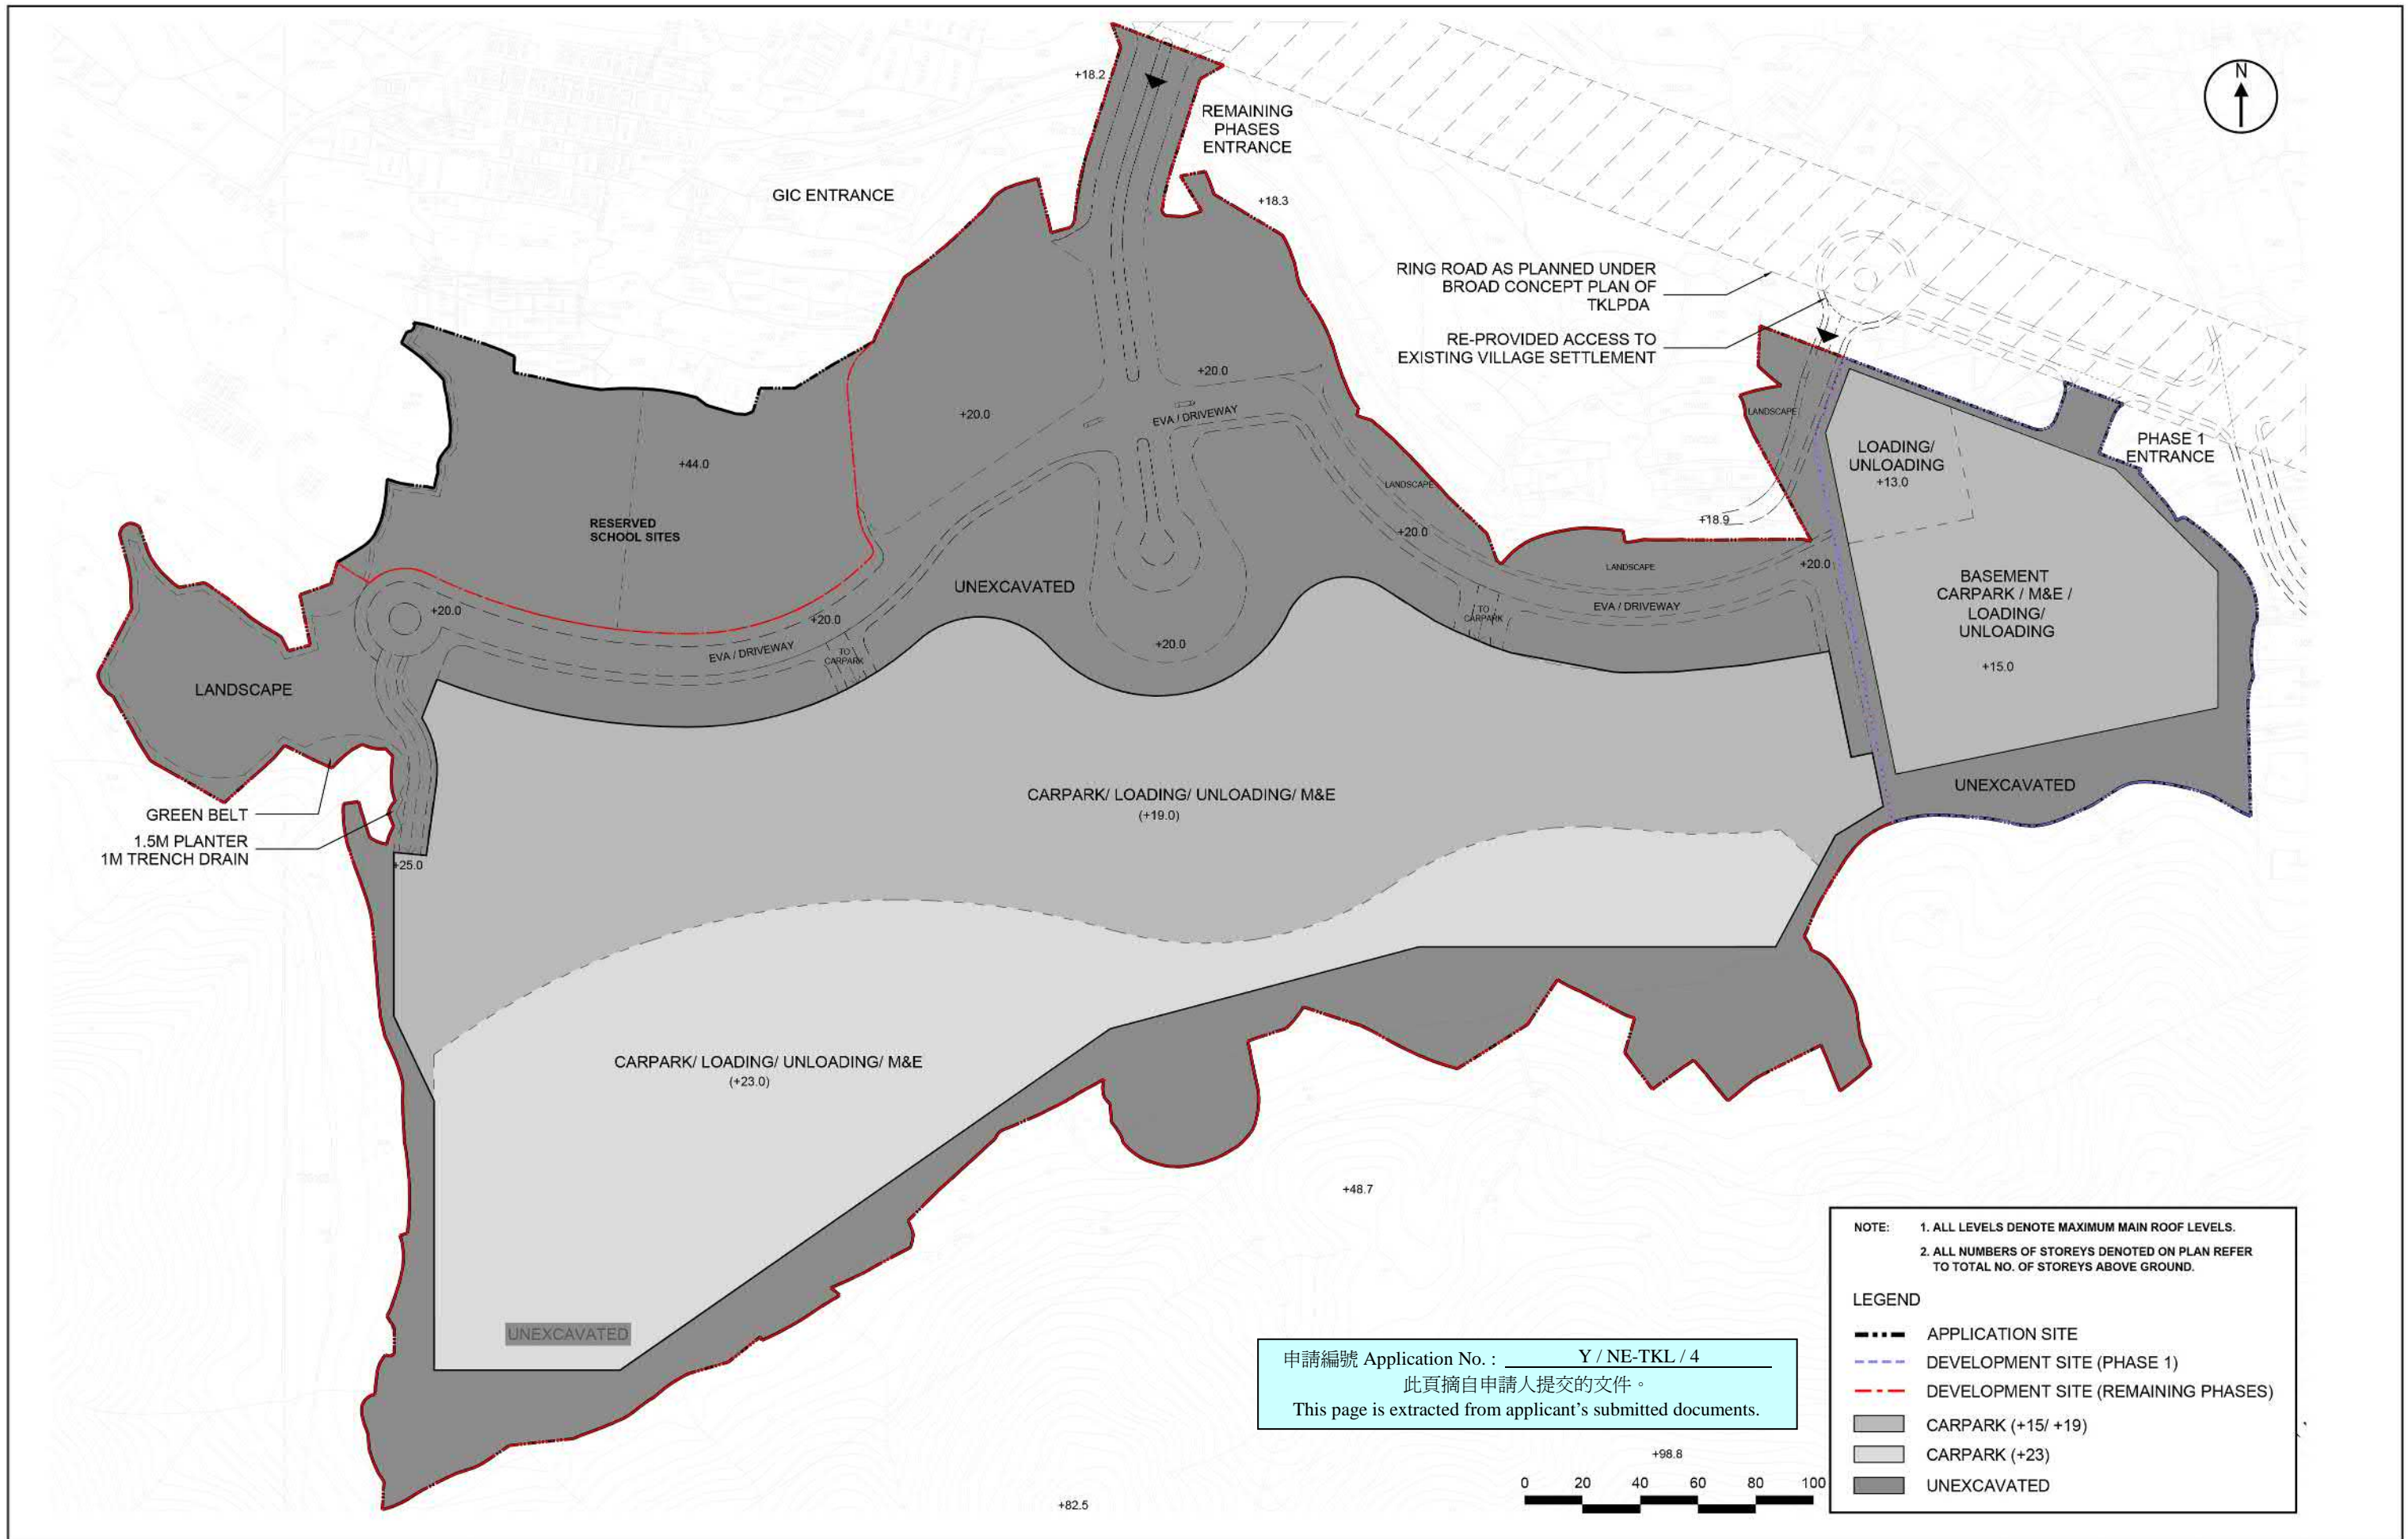 N
+18.2
REMAINING
PHASES
ENTRANCE
GIC ENTRANCE
+18.3
RING ROAD AS PLANNED UNDER
BROAD CONCEPT PLAN OF
TKLPDA
RE-PROVIDED ACCESS TO
EXISTING VILLAGE SETTLEMENT
+20.0
+20.0
EVA / DRIVEWAY
LANDSCAPE
PHASE 1
ENTRANCE
LOADING/
UNLOADING
+13.0
+44.0
LANDSCAPE
RESERVED
SCHOOL SITES
+18.9
+20.0
LANDSCAPE
+20.0
UNEXCAVATED
BASEMENT
CARPARK / M&E /
LOADING/
UNLOADING
+15.0
+20.0
+20.0
TO
CARPARK
EVA / DRIVEWAY
EVA / DRIVEWAY
TO
CARPARK
+20.0
LANDSCAPE
UNEXCAVATED
CARPARK/ LOADING/ UNLOADING/ M&E
(+19.0)
GREEN BELT
1.5M PLANTER
1M TRENCH DRAIN
+25.0
CARPARK/ LOADING/ UNLOADING/ M&E
(+23.0)
UNEXCAVATED
+48.7
+98.8
+82.5
申請編號 Application No. : Y / NE-TKL / 4
此頁摘自申請人提交的文件。
This page is extracted from applicant's submitted documents.
0 20 40 60 80 100
NOTE: 1. ALL LEVELS DENOTE MAXIMUM MAIN ROOF LEVELS.
2. ALL NUMBERS OF STOREYS DENOTED ON PLAN REFER
TO TOTAL NO. OF STOREYS ABOVE GROUND.
LEGEND
APPLICATION SITE
DEVELOPMENT SITE (PHASE 1)
DEVELOPMENT SITE (REMAINING PHASES)
CARPARK (+15/ +19)
CARPARK (+23)
UNEXCAVATED